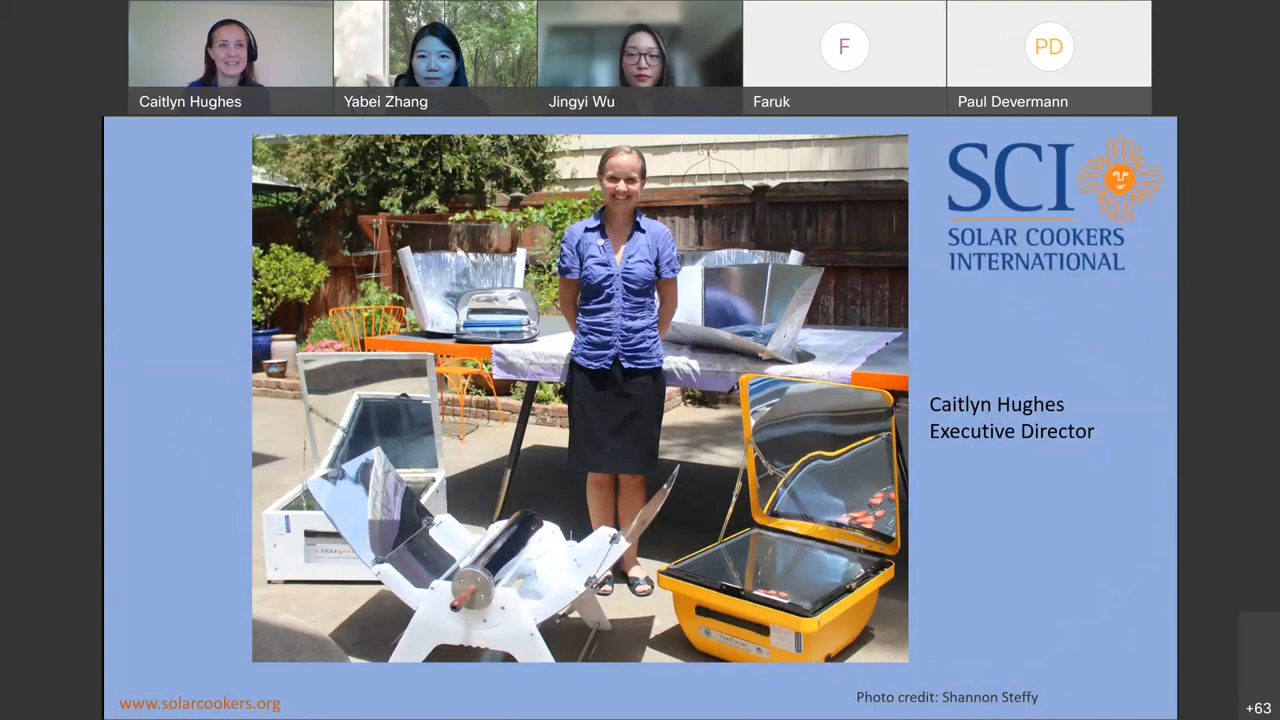 F
PD
Caitlyn Hughes
Yabei Zhang
Jingyi Wu
Faruk
Paul Devermann
SCI
SOLAR COOKERS
INTERNATIONAL
Caitlyn Hughes
Executive Director
www.solarcookers.org
Photo credit: Shannon Steffy
+63